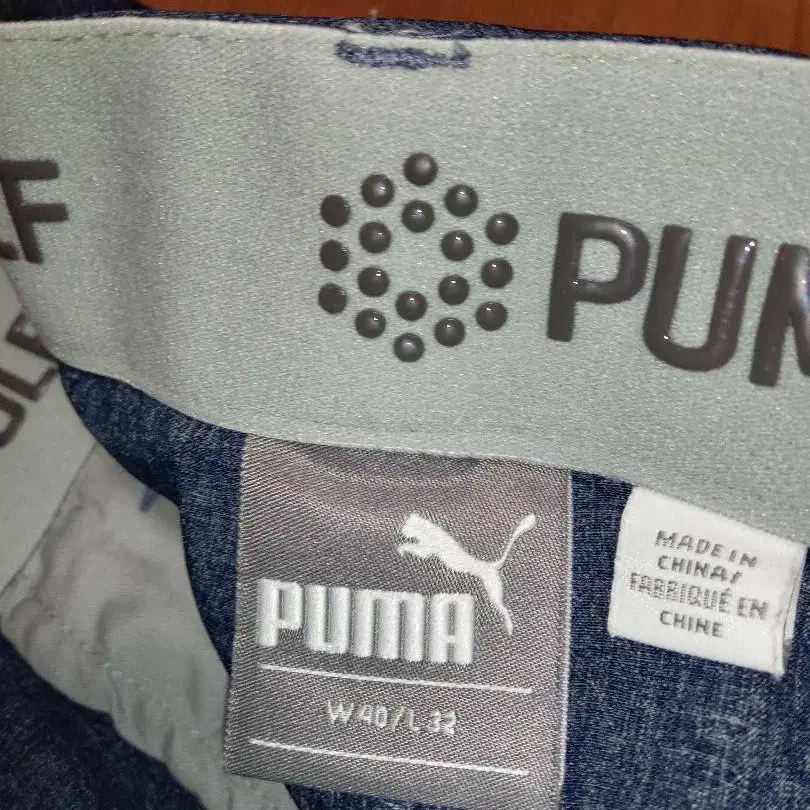 PUM
PUMA
W40/L32
MADE IN
CHINA/
FABRIQUÉ EN
CHINE